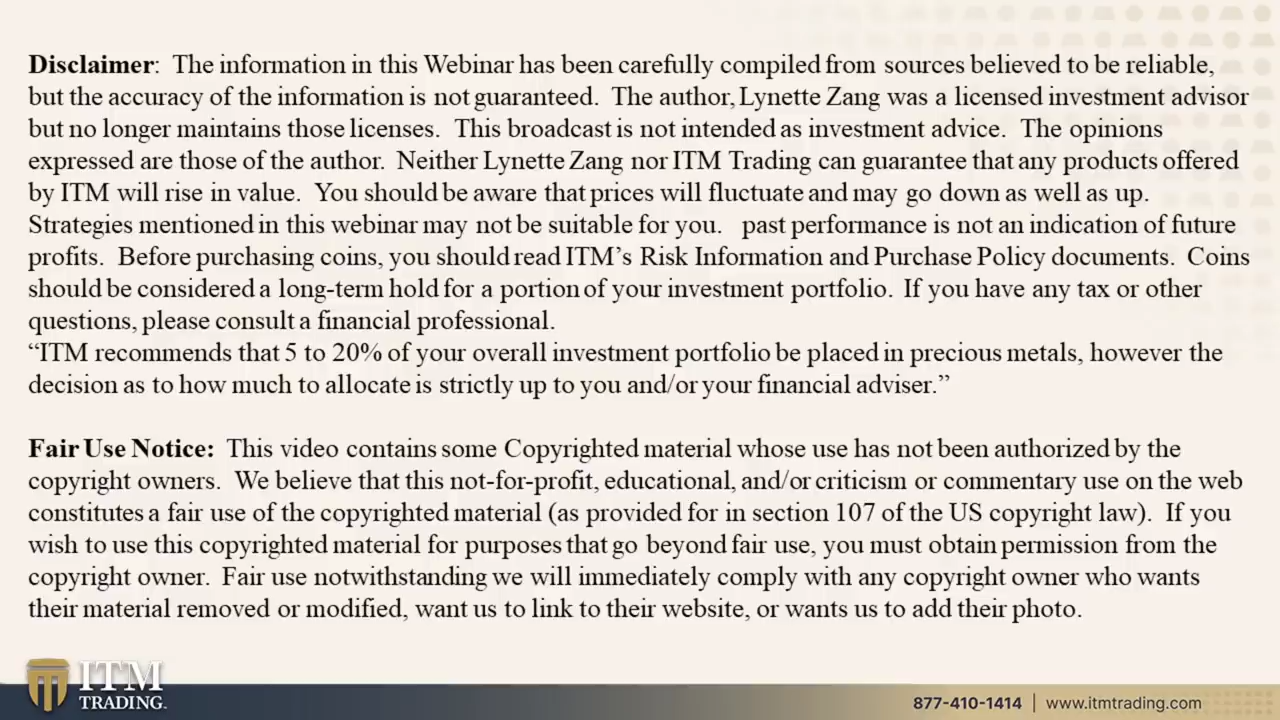 Disclaimer: The information in this Webinar has been carefully compiled from sources believed to be reliable,
but the accuracy of the information is not guaranteed. The author, Lynette Zang was a licensed investment advisor
but no longer maintains those licenses. This broadcast is not intended as investment advice. The opinions
expressed are those of the author. Neither Lynette Zang nor ITM Trading can guarantee that any products offered
by ITM will rise in value. You should be aware that prices will fluctuate and may go down as well as up.
Strategies mentioned in this webinar may not be suitable for you. past performance is not an indication of future
profits. Before purchasing coins, you should read ITM’s Risk Information and Purchase Policy documents. Coins
should be considered a long-term hold for a portion of your investment portfolio. If you have any tax or other
questions, please consult a financial professional.
“ITM recommends that 5 to 20% of your overall investment portfolio be placed in precious metals, however the
decision as to how much to allocate is strictly up to you and/or your financial adviser.”
Fair Use Notice: This video contains some Copyrighted material whose use has not been authorized by the
copyright owners. We believe that this not-for-profit, educational, and/or criticism or commentary use on the web
constitutes a fair use of the copyrighted material (as provided for in section 107 of the US copyright law). If you
wish to use this copyrighted material for purposes that go beyond fair use, you must obtain permission from the
copyright owner. Fair use notwithstanding we will immediately comply with any copyright owner who wants
their material removed or modified, want us to link to their website, or wants us to add their photo.
ITM
TRADING
877-410-1414 | www.itmtrading.com